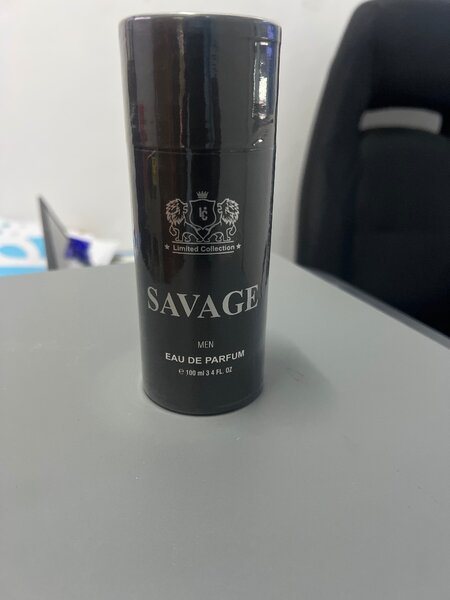 ★ Limited Collection ★
SAVAGE
MEN
EAU DE PARFUM
℮ 100 ml 3 4 FL. OZ